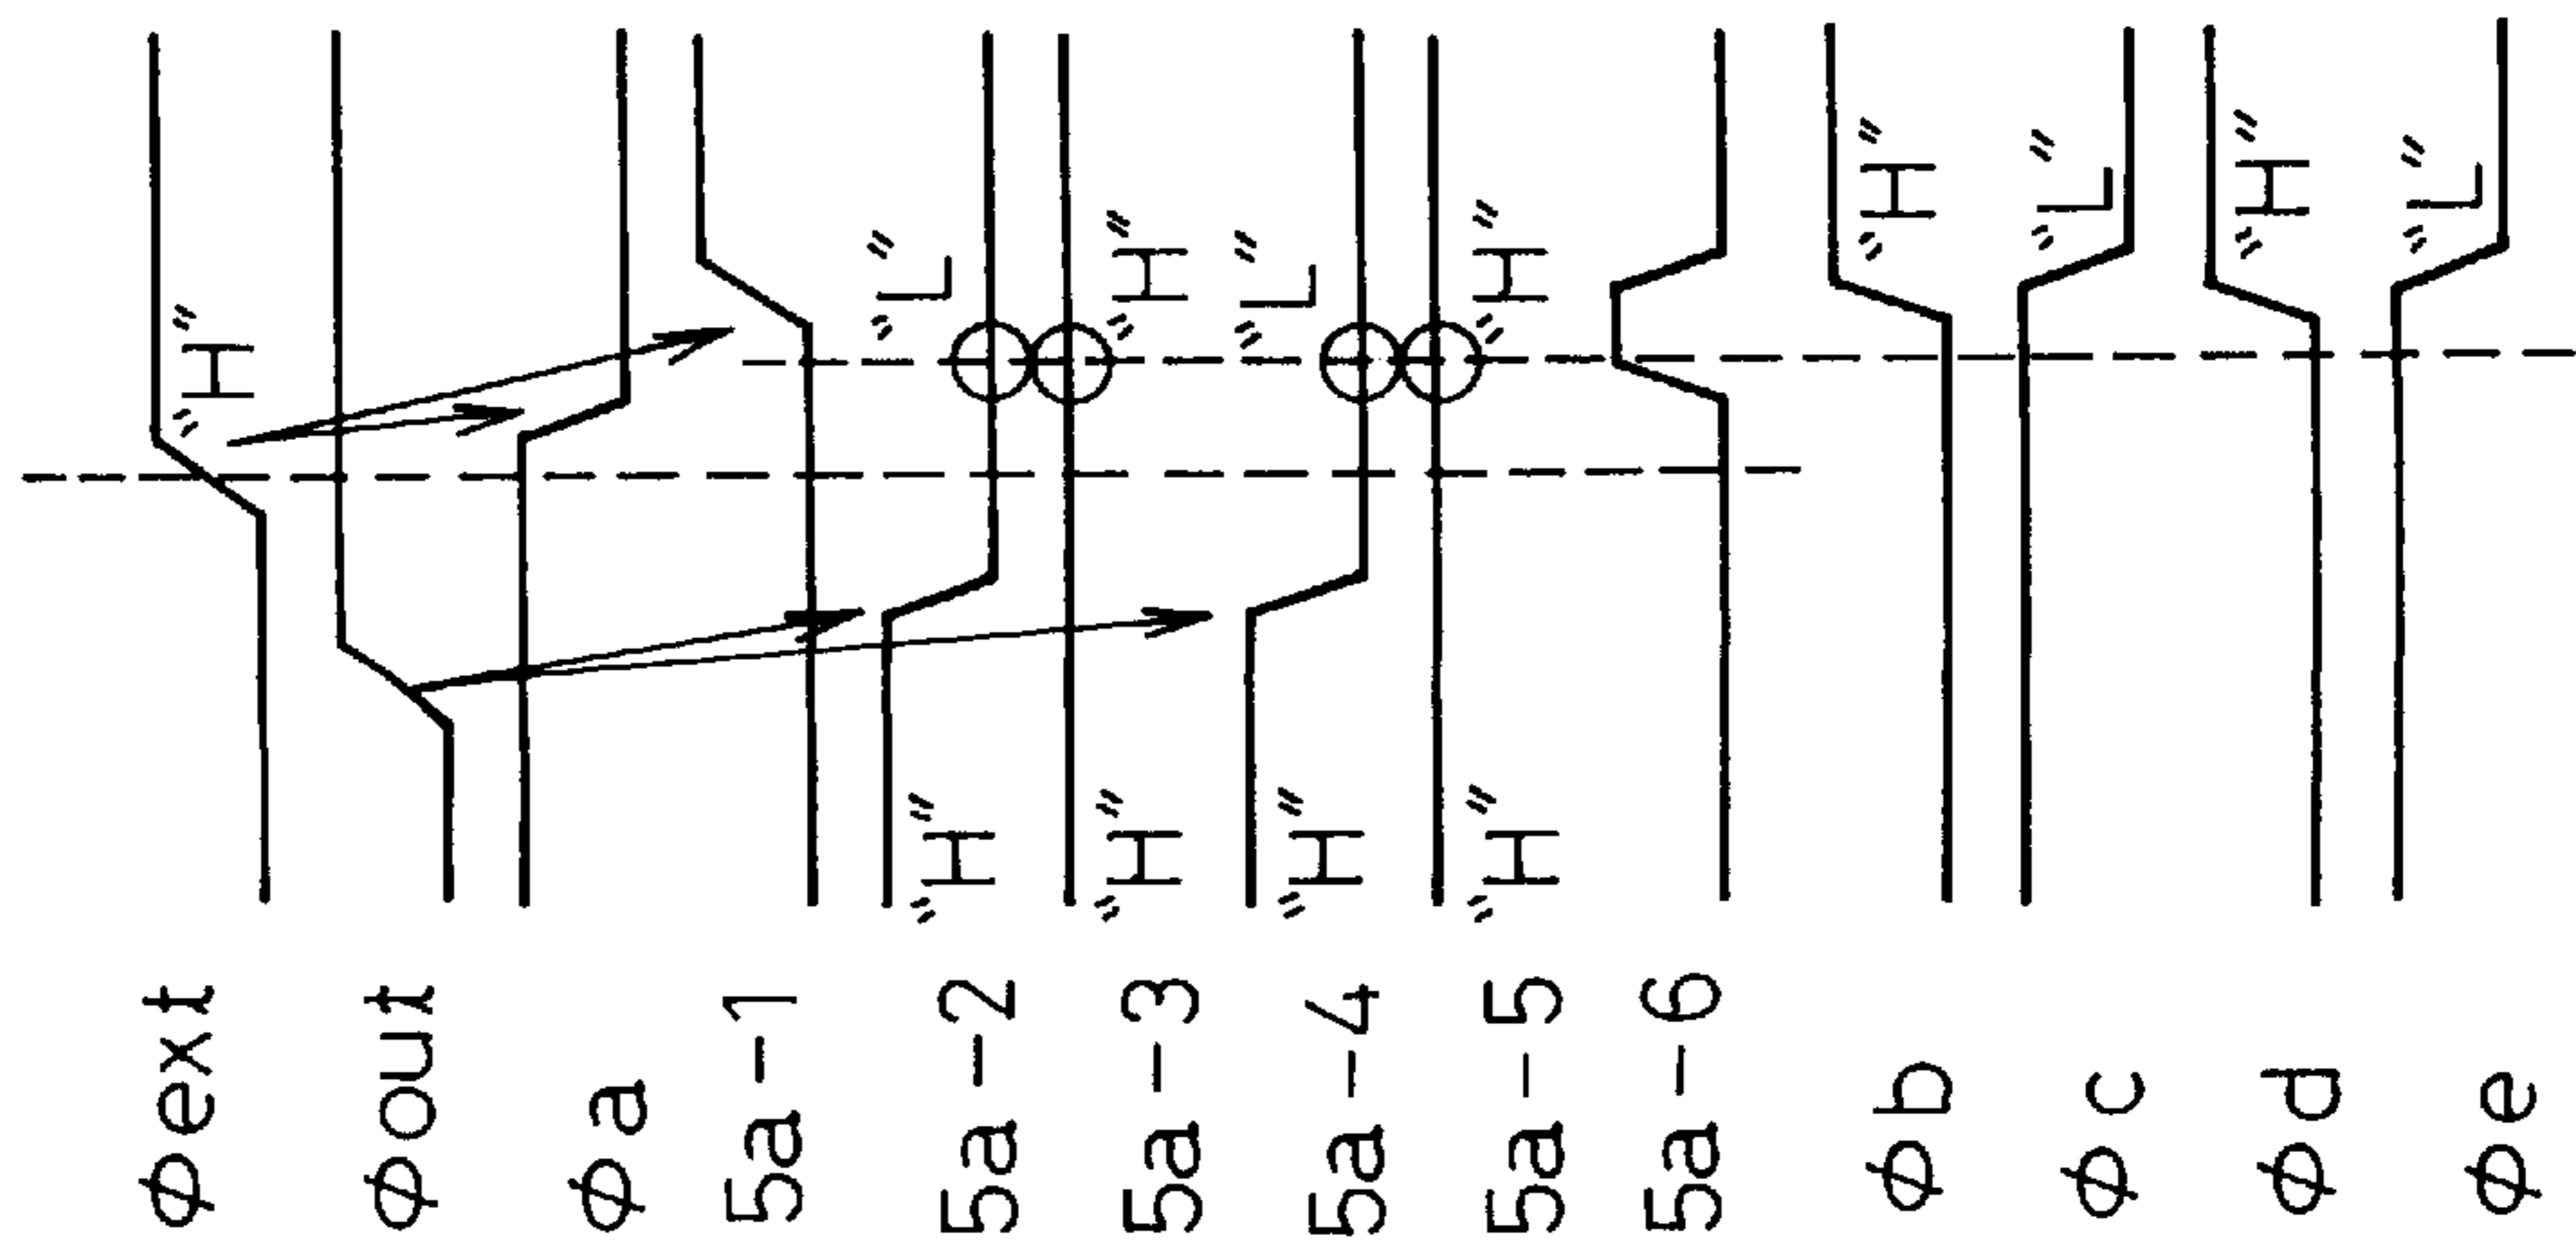 φext "H"
φout
φa
5a-1
5a-2 "H" "L"
5a-3 "H" "H"
5a-4 "H" "L"
5a-5 "H" "H"
5a-6
φb "H"
φc "L"
φd "H"
φe "L"